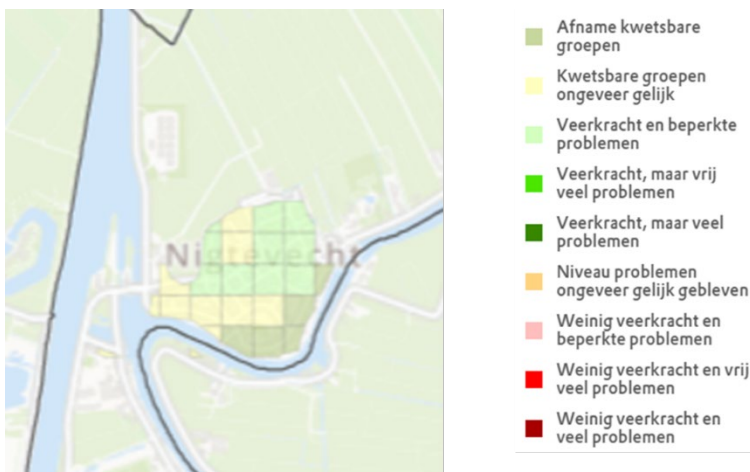 Nigtevecht
Afname kwetsbare
groepen
Kwetsbare groepen
ongeveer gelijk
Veerkracht en beperkte
problemen
Veerkracht, maar vrij
veel problemen
Veerkracht, maar veel
problemen
Niveau problemen
ongeveer gelijk gebleven
Weinig veerkracht en
beperkte problemen
Weinig veerkracht en vrij
veel problemen
Weinig veerkracht en
veel problemen